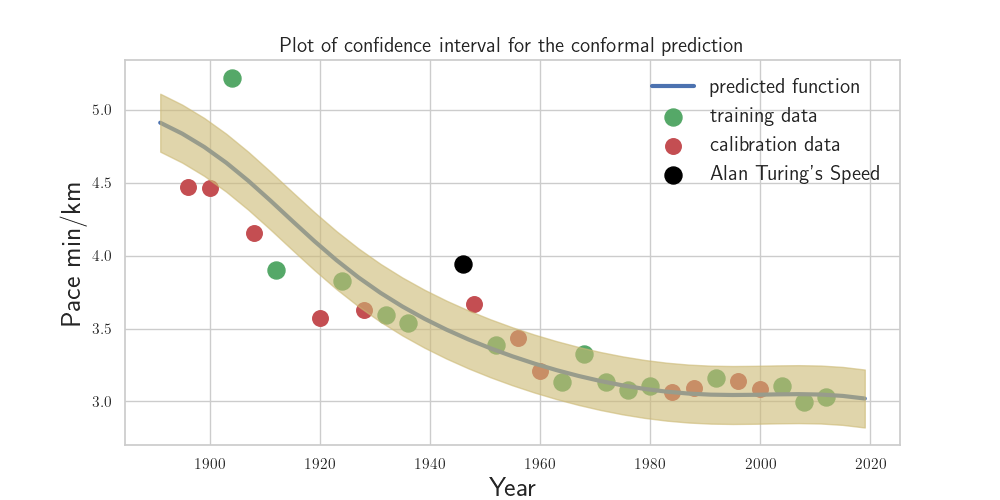 Plot of confidence interval for the conformal prediction
predicted function
training data
calibration data
Alan Turing's Speed
Pace min/km
5.0
4.5
4.0
3.5
3.0
1900 1920 1940 1960 1980 2000 2020
Year